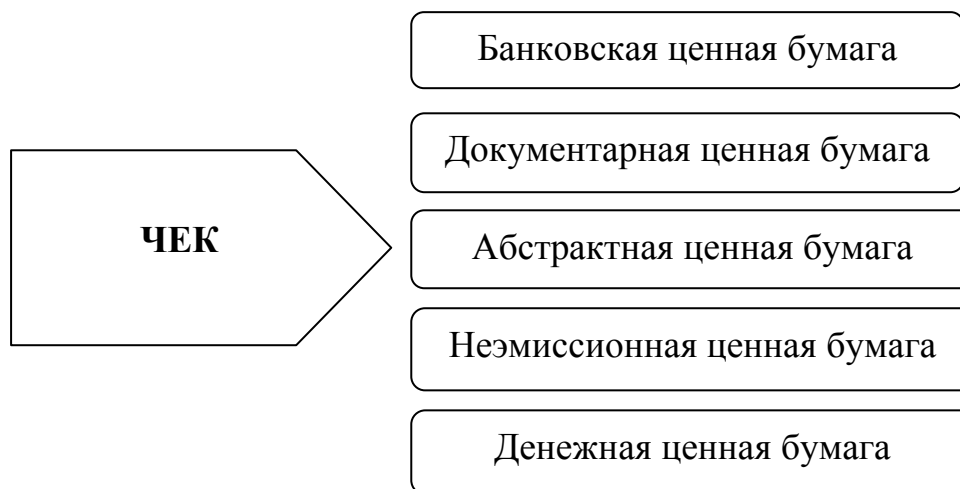 Банковская ценная бумага
Документарная ценная бумага
ЧЕК
Абстрактная ценная бумага
Неэмиссионная ценная бумага
Денежная ценная бумага